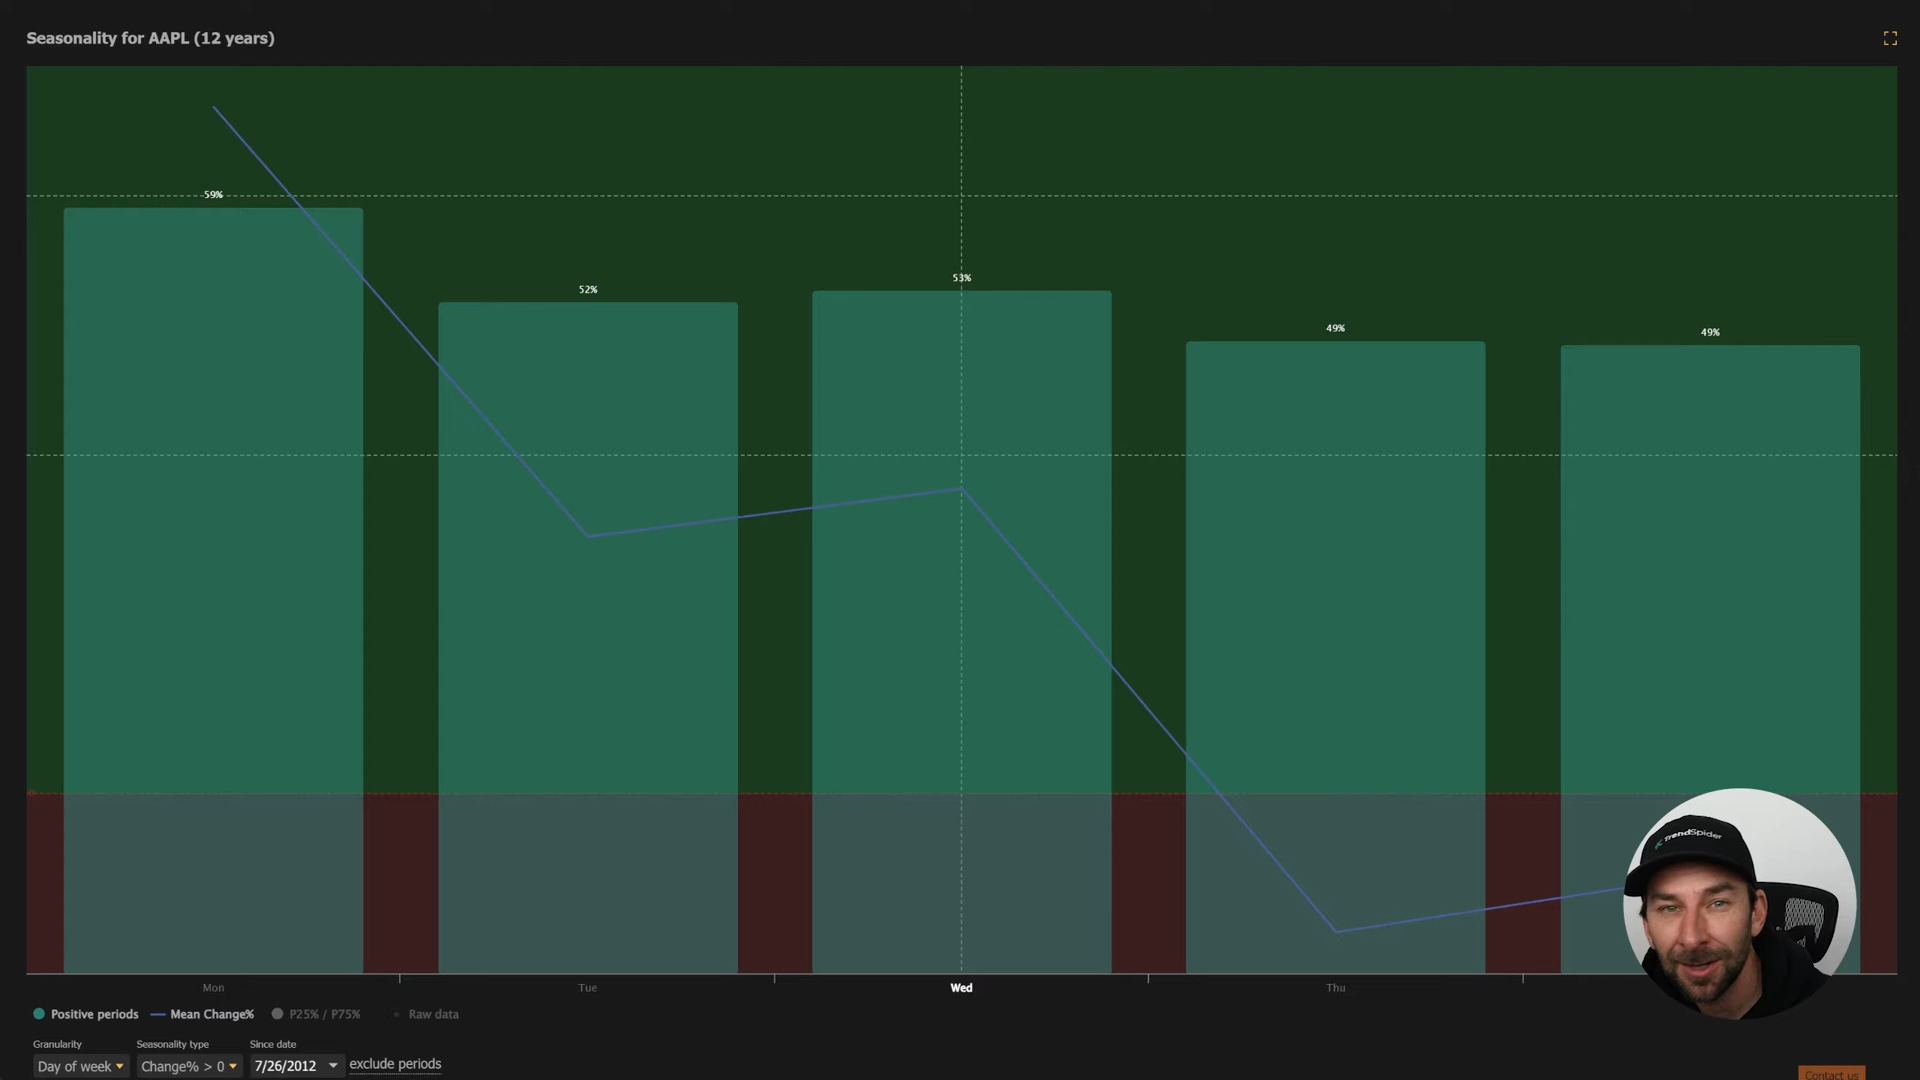 Seasonality for AAPL (12 years)
59%
52%
53%
49%
49%
Mon
Tue
Wed
Thu
Positive periods
Mean Change%
P25% / P75%
Raw data
Granularity
Seasonality type
Since date
Day of week
Change% > 0
7/26/2012
exclude periods
TrendSpider
Contact us